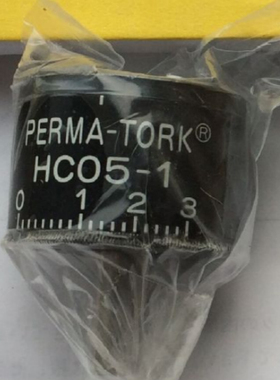 PERMA-TORK®
HC05-1
0 1 2 3